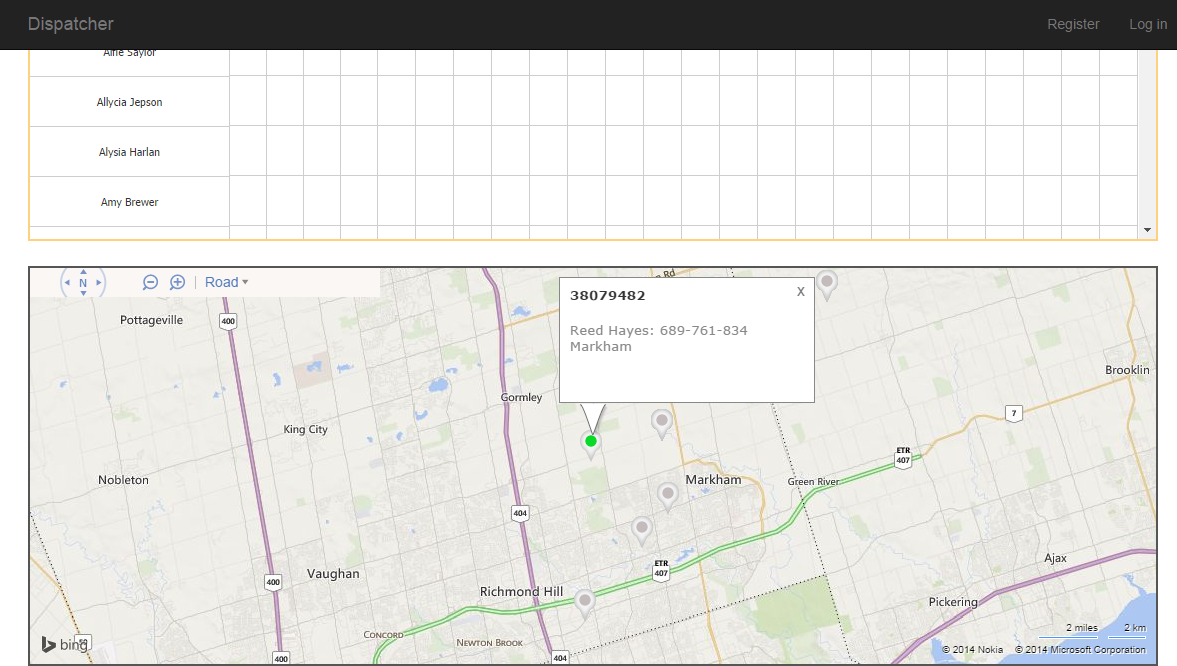 Dispatcher
Register
Log in
Allycia Jepson
Alysia Harlan
Amy Brewer
N
Road
Rd
38079482
X
Reed Hayes: 689-761-834
Markham
Pottageville
400
Brooklin
Gormley
7
King City
ETR
407
Nobleton
Markham
Green River
404
Ajax
ETR
407
Vaughan
400
Richmond Hill
Pickering
Concord
Newton Brook
2 miles
2 km
bing
400
404
© 2014 Nokia
© 2014 Microsoft Corporation